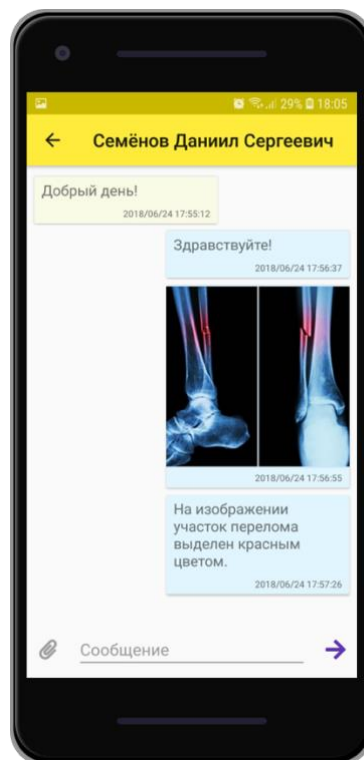 29% 18:05
Семёнов Даниил Сергеевич
Добрый день!
2018/06/24 17:55:12
Здравствуйте!
2018/06/24 17:56:37
2018/06/24 17:56:55
На изображении
участок перелома
выделен красным
цветом.
2018/06/24 17:57:26
Сообщение